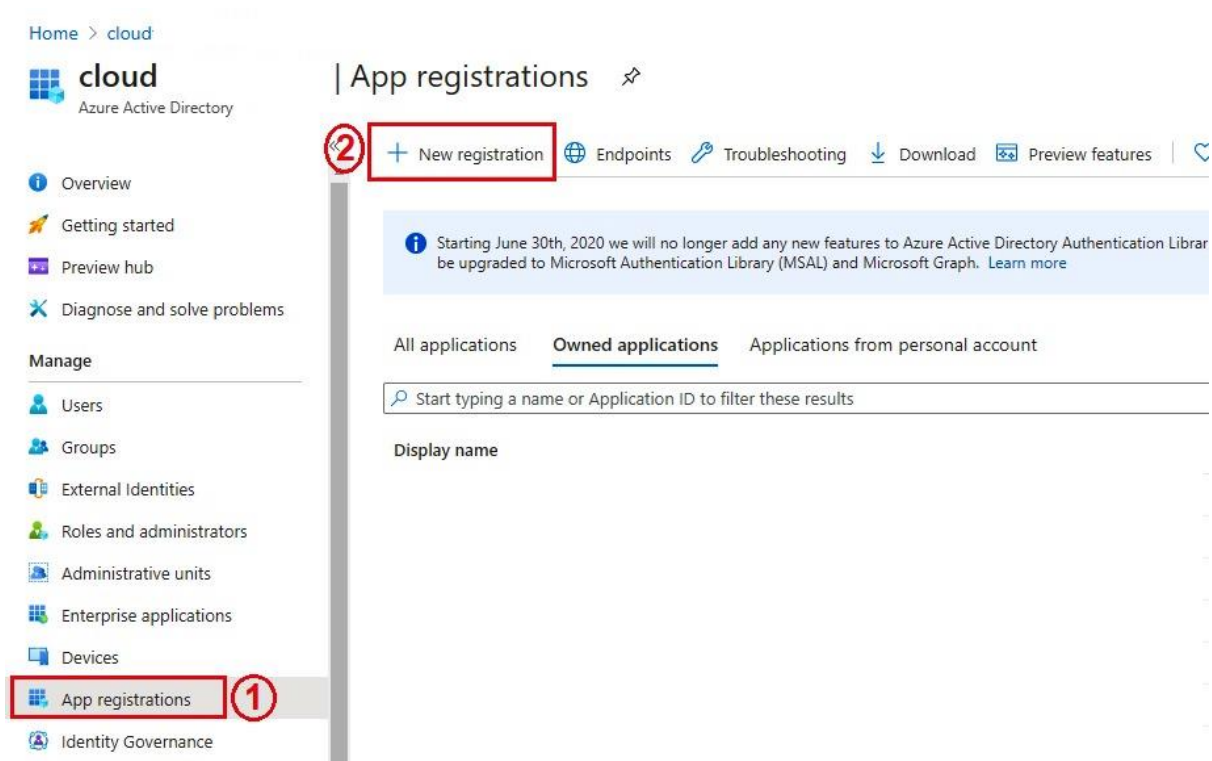 Home > cloud
cloud
Azure Active Directory
| App registrations
2
+ New registration
Endpoints
Troubleshooting
Download
Preview features
Overview
Getting started
Preview hub
Diagnose and solve problems
Manage
Users
Groups
External Identities
Roles and administrators
Administrative units
Enterprise applications
Devices
App registrations
1
Identity Governance
Starting June 30th, 2020 we will no longer add any new features to Azure Active Directory Authentication Librar
be upgraded to Microsoft Authentication Library (MSAL) and Microsoft Graph. Learn more
All applications
Owned applications
Applications from personal account
Start typing a name or Application ID to filter these results
Display name